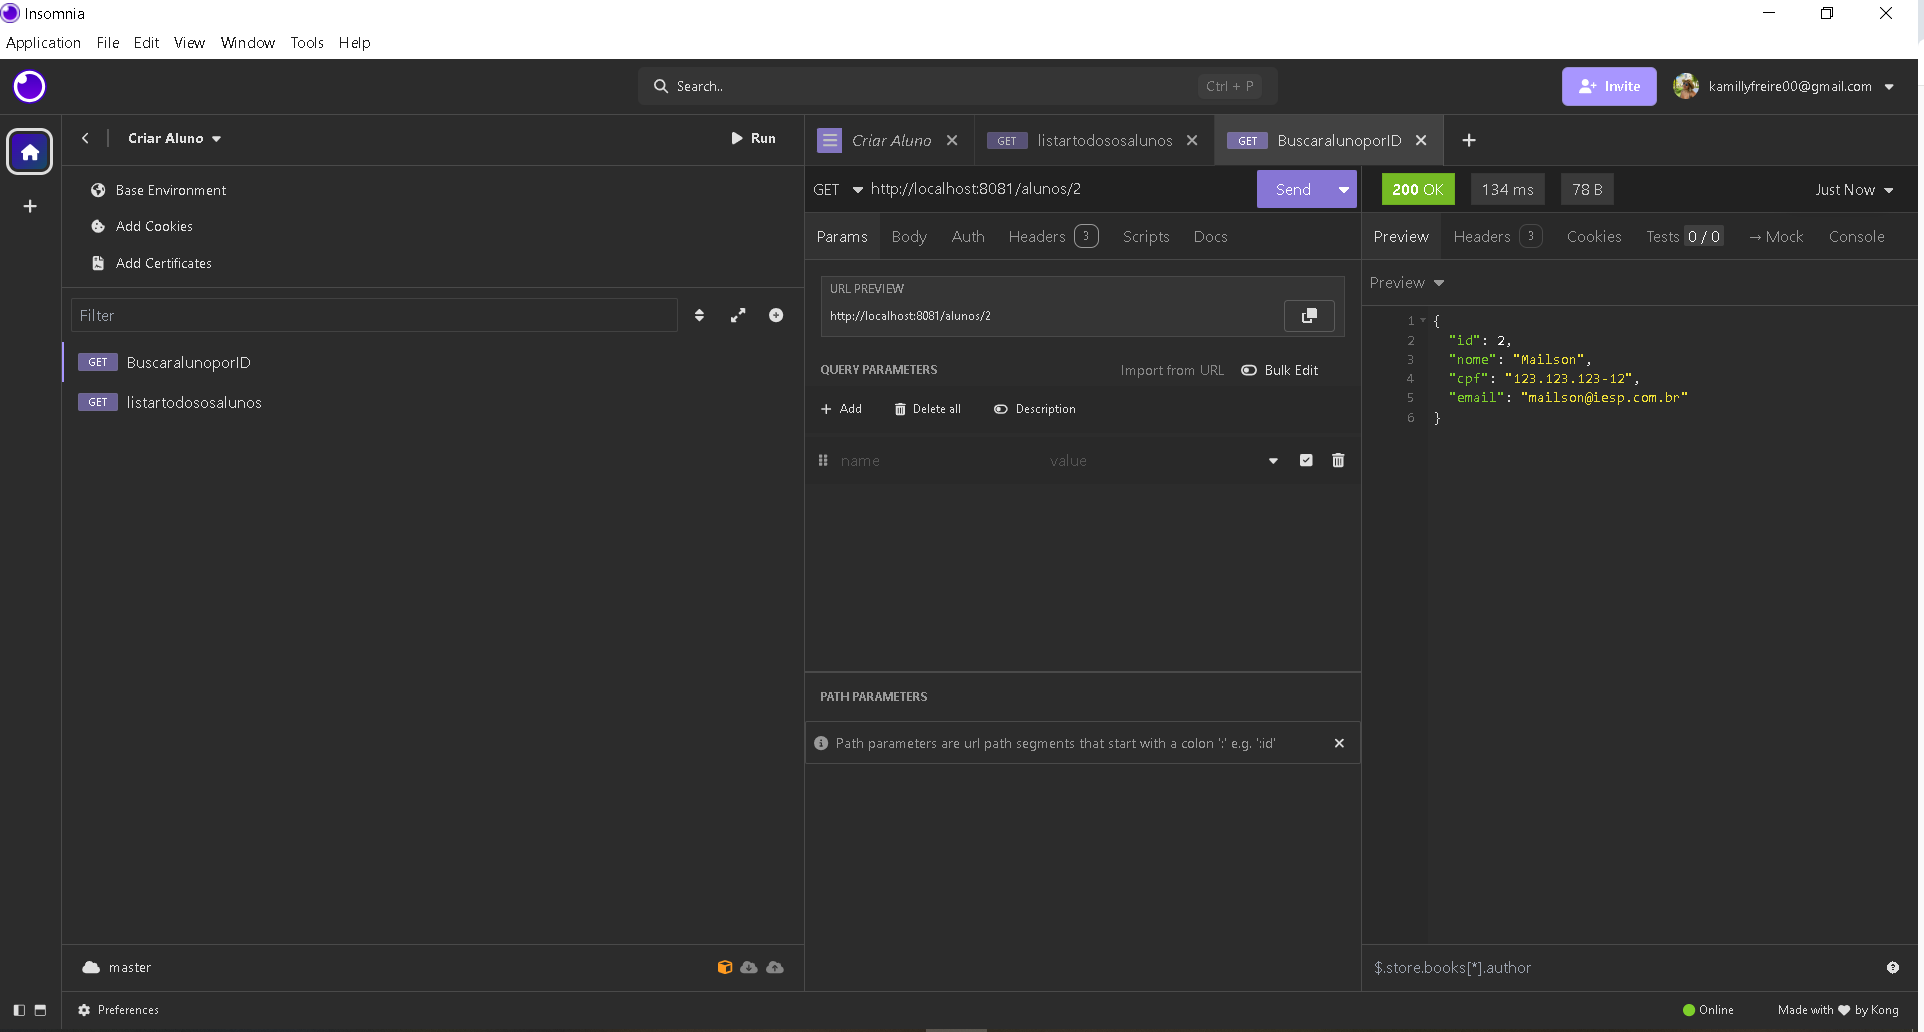 Insomnia
Application File Edit View Window Tools Help
Search.. Ctrl + P
Invite
kamillyfreire00@gmail.com
Criar Aluno
Run
Base Environment
Add Cookies
Add Certificates
Filter
GET BuscaralunoporID
GET listartodososalunos
master
Preferences
Criar Aluno
GET listartodososalunos
GET BuscaralunoporID
GET http://localhost:8081/alunos/2
Send
Params Body Auth Headers 3 Scripts Docs
URL PREVIEW
http://localhost:8081/alunos/2
QUERY PARAMETERS
Import from URL Bulk Edit
Add Delete all Description
name value
PATH PARAMETERS
Path parameters are url path segments that start with a colon ':' e.g. ':id'
200 OK 134 ms 78 B
Just Now
Preview Headers 3 Cookies Tests 0 / 0 → Mock Console
Preview
1 {
2 "id": 2,
3 "nome": "Mailson",
4 "cpf": "123.123.123-12",
5 "email": "mailson@iesp.com.br"
6 }
$.store.books[*].author
Online
Made with ♥ by Kong